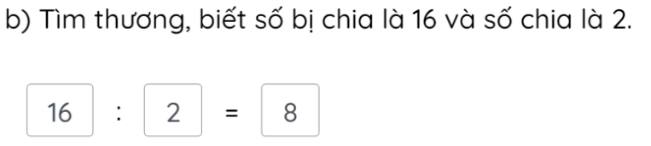 b) Tìm thương, biết số bị chia là 16 và số chia là 2.
16 : 2 = 8